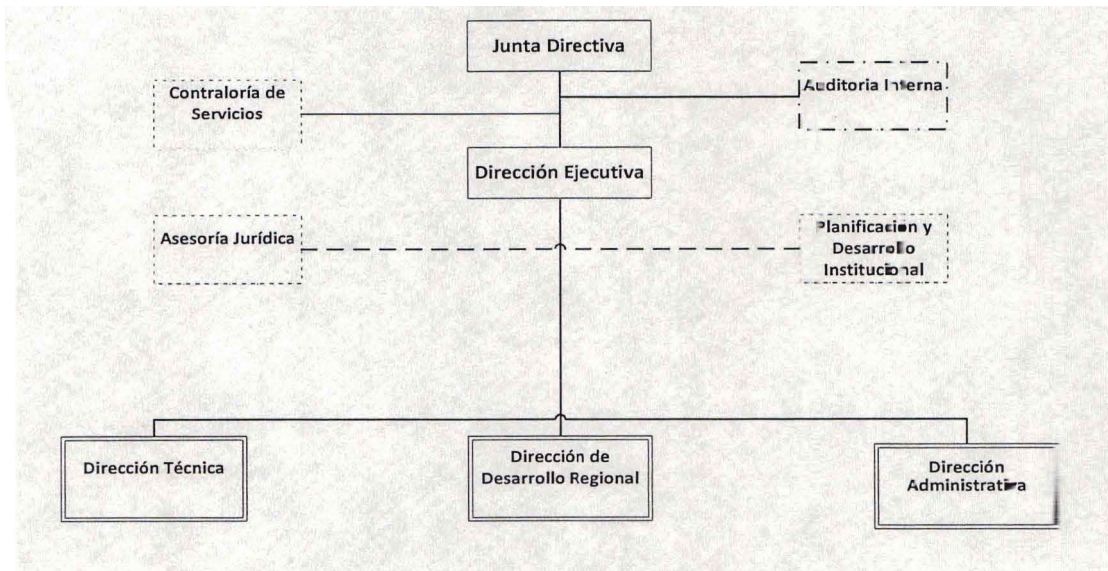 Junta Directiva
Contraloría de
Servicios
Auditoria Interna
Dirección Ejecutiva
Asesoría Jurídica
Planificacion y
Desarrollo
Institucional
Dirección Técnica
Dirección de
Desarrollo Regional
Dirección
Administrativa